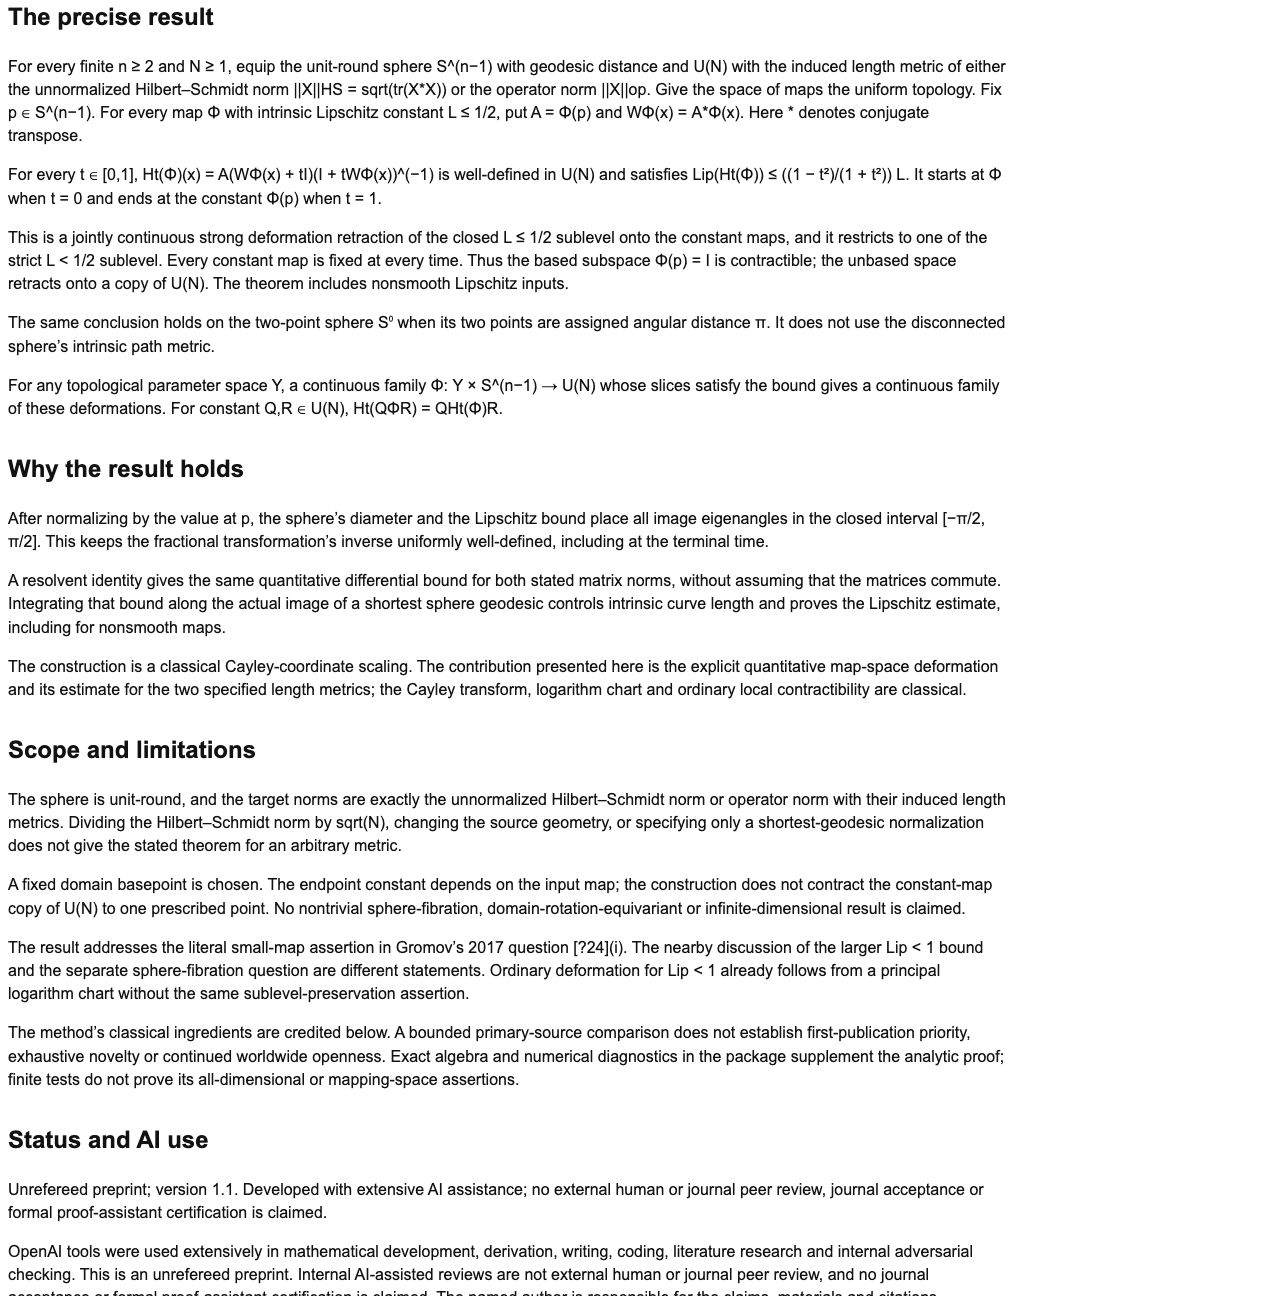 The precise result
For every finite n ≥ 2 and N ≥ 1, equip the unit-round sphere S^(n−1) with geodesic distance and U(N) with the induced length metric of either
the unnormalized Hilbert–Schmidt norm ||X||HS = sqrt(tr(X*X)) or the operator norm ||X||op. Give the space of maps the uniform topology. Fix
p ∈ S^(n−1). For every map Φ with intrinsic Lipschitz constant L ≤ 1/2, put A = Φ(p) and WΦ(x) = A*Φ(x). Here * denotes conjugate
transpose.
For every t ∈ [0,1], Ht(Φ)(x) = A(WΦ(x) + tI)(I + tWΦ(x))^(−1) is well-defined in U(N) and satisfies Lip(Ht(Φ)) ≤ ((1 − t²)/(1 + t²)) L. It starts at Φ
when t = 0 and ends at the constant Φ(p) when t = 1.
This is a jointly continuous strong deformation retraction of the closed L ≤ 1/2 sublevel onto the constant maps, and it restricts to one of the
strict L < 1/2 sublevel. Every constant map is fixed at every time. Thus the based subspace Φ(p) = I is contractible; the unbased space
retracts onto a copy of U(N). The theorem includes nonsmooth Lipschitz inputs.
The same conclusion holds on the two-point sphere S⁰ when its two points are assigned angular distance π. It does not use the disconnected
sphere’s intrinsic path metric.
For any topological parameter space Y, a continuous family Φ: Y × S^(n−1) → U(N) whose slices satisfy the bound gives a continuous family
of these deformations. For constant Q,R ∈ U(N), Ht(QΦR) = QHt(Φ)R.
Why the result holds
After normalizing by the value at p, the sphere’s diameter and the Lipschitz bound place all image eigenangles in the closed interval [−π/2,
π/2]. This keeps the fractional transformation’s inverse uniformly well-defined, including at the terminal time.
A resolvent identity gives the same quantitative differential bound for both stated matrix norms, without assuming that the matrices commute.
Integrating that bound along the actual image of a shortest sphere geodesic controls intrinsic curve length and proves the Lipschitz estimate,
including for nonsmooth maps.
The construction is a classical Cayley-coordinate scaling. The contribution presented here is the explicit quantitative map-space deformation
and its estimate for the two specified length metrics; the Cayley transform, logarithm chart and ordinary local contractibility are classical.
Scope and limitations
The sphere is unit-round, and the target norms are exactly the unnormalized Hilbert–Schmidt norm or operator norm with their induced length
metrics. Dividing the Hilbert–Schmidt norm by sqrt(N), changing the source geometry, or specifying only a shortest-geodesic normalization
does not give the stated theorem for an arbitrary metric.
A fixed domain basepoint is chosen. The endpoint constant depends on the input map; the construction does not contract the constant-map
copy of U(N) to one prescribed point. No nontrivial sphere-fibration, domain-rotation-equivariant or infinite-dimensional result is claimed.
The result addresses the literal small-map assertion in Gromov’s 2017 question [?24](i). The nearby discussion of the larger Lip < 1 bound
and the separate sphere-fibration question are different statements. Ordinary deformation for Lip < 1 already follows from a principal
logarithm chart without the same sublevel-preservation assertion.
The method’s classical ingredients are credited below. A bounded primary-source comparison does not establish first-publication priority,
exhaustive novelty or continued worldwide openness. Exact algebra and numerical diagnostics in the package supplement the analytic proof;
finite tests do not prove its all-dimensional or mapping-space assertions.
Status and AI use
Unrefereed preprint; version 1.1. Developed with extensive AI assistance; no external human or journal peer review, journal acceptance or
formal proof-assistant certification is claimed.
OpenAI tools were used extensively in mathematical development, derivation, writing, coding, literature research and internal adversarial
checking. This is an unrefereed preprint. Internal AI-assisted reviews are not external human or journal peer review, and no journal